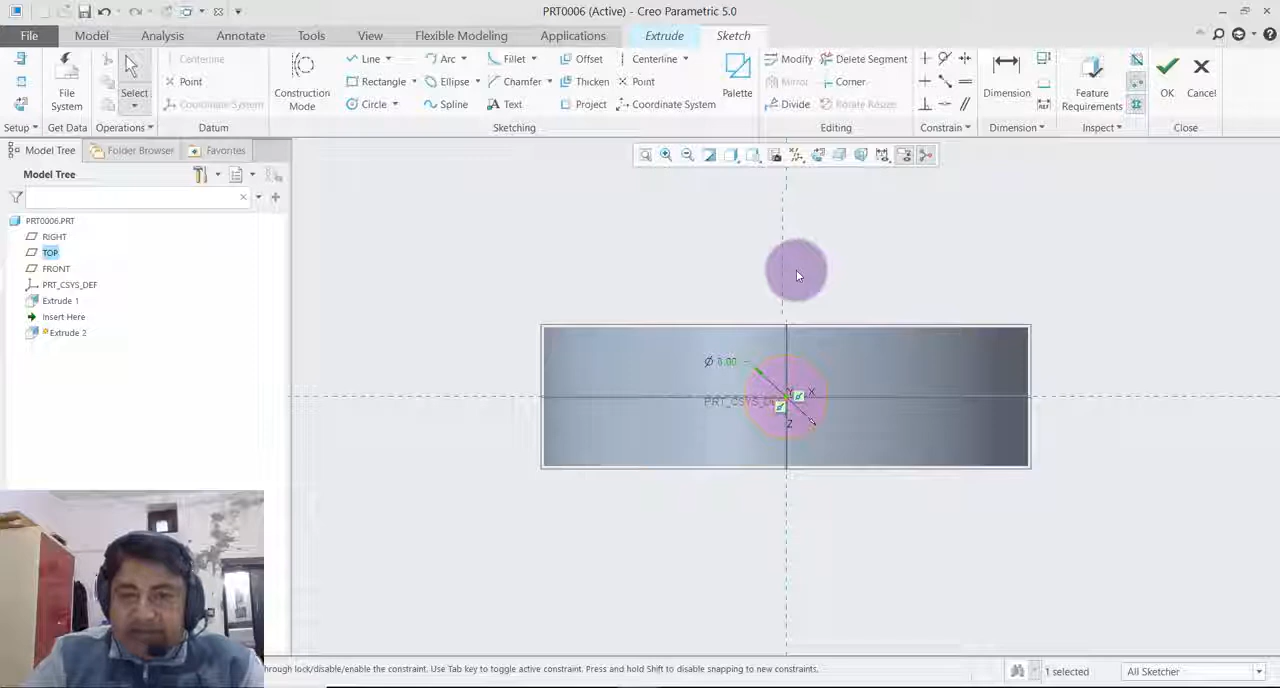 PRT0006 (Active) - Creo Parametric 5.0
File Model Analysis Annotate Tools View Flexible Modeling Applications Extrude Sketch
Centerline Line Arc Fillet Offset Centerline Modify Delete Segment
Point Rectangle Ellipse Chamfer Thicken Point Mirror Corner
Coordinate System Circle Spline Text Project Coordinate System Divide Rotate Resize
File System Select Construction Mode Palette Dimension Feature Requirements OK Cancel
Setup Get Data Operations Datum Sketching Editing Constrain Dimension Inspect Close
Model Tree Folder Browser Favorites
Model Tree
PRT0006.PRT
RIGHT
TOP
FRONT
PRT_CSYS_DEF
Extrude 1
Insert Here
Extrude 2
Ø 6.00
Y X
Z
through lock/disable/enable the constraint. Use Tab key to toggle active constraint. Press and hold Shift to disable snapping to new constraints.
1 selected
All Sketcher